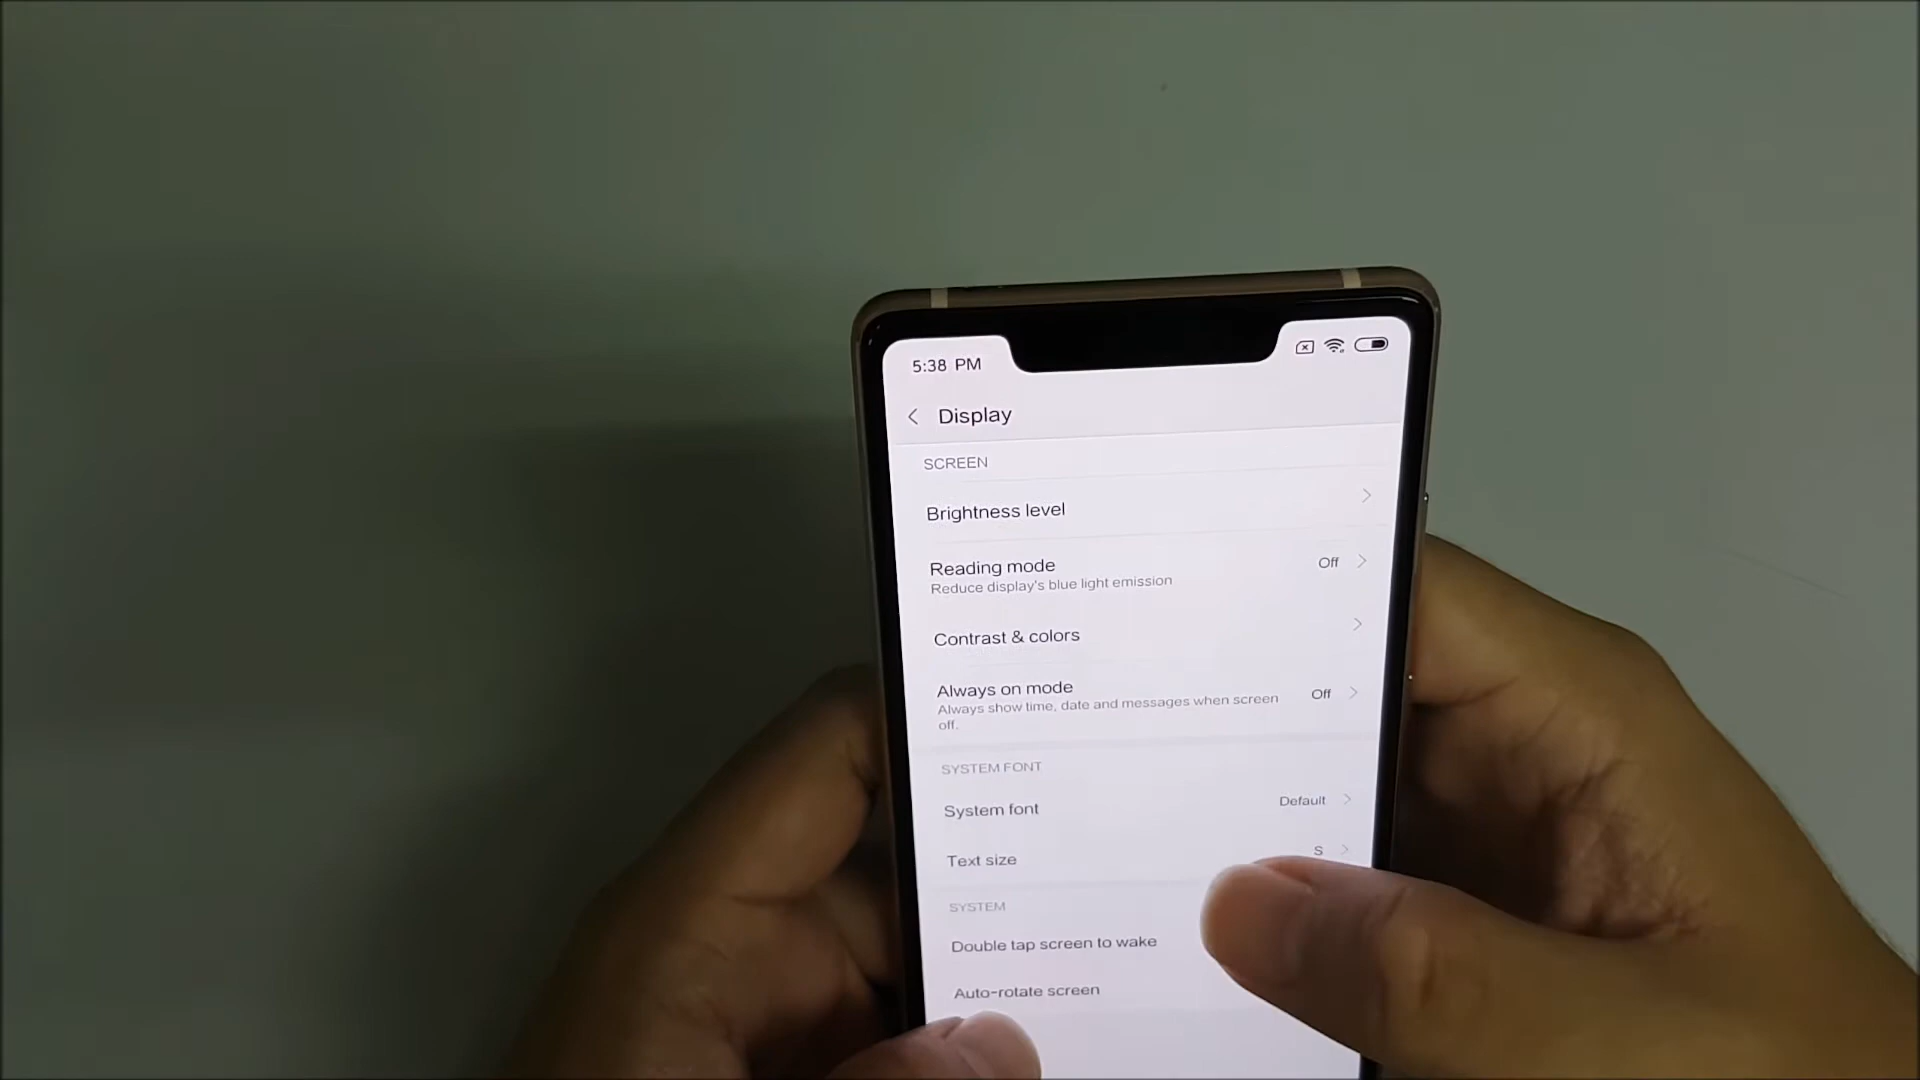 5:38 PM
Display
SCREEN
Brightness level
Reading mode
Off
Reduce display's blue light emission
Contrast & colors
Always on mode
Off
Always show time, date and messages when screen
off.
SYSTEM FONT
System font
Default
Text size
S
SYSTEM
Double tap screen to wake
Auto-rotate screen